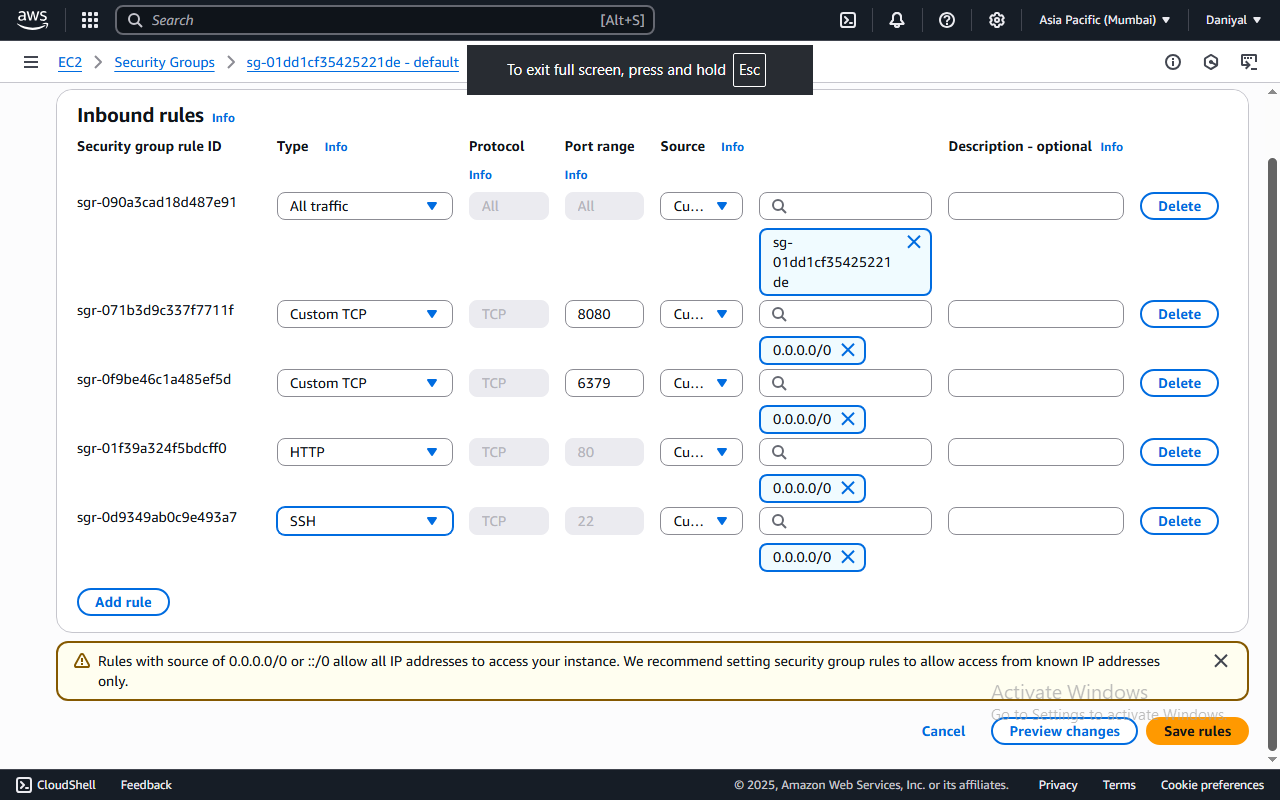 aws
Search [Alt+S] Asia Pacific (Mumbai) Daniyal
EC2 Security Groups sg-01dd1cf35425221de - default
To exit full screen, press and hold Esc
Inbound rules Info
Security group rule ID Type Info Protocol Info Port range Info Source Info Description - optional Info
sgr-090a3cad18d487e91 All traffic All All Cu... Delete
sg-
01dd1cf35425221
de
sgr-071b3d9c337f7711f Custom TCP TCP 8080 Cu... Delete
0.0.0.0/0
sgr-0f9be46c1a485ef5d Custom TCP TCP 6379 Cu... Delete
0.0.0.0/0
sgr-01f39a324f5bdcff0 HTTP TCP 80 Cu... Delete
0.0.0.0/0
sgr-0d9349ab0c9e493a7 SSH TCP 22 Cu... Delete
0.0.0.0/0
Add rule
Rules with source of 0.0.0.0/0 or ::/0 allow all IP addresses to access your instance. We recommend setting security group rules to allow access from known IP addresses
only.
Activate Windows
Go to Settings to activate Windows.
Cancel Preview changes Save rules
CloudShell Feedback © 2025, Amazon Web Services, Inc. or its affiliates. Privacy Terms Cookie preferences